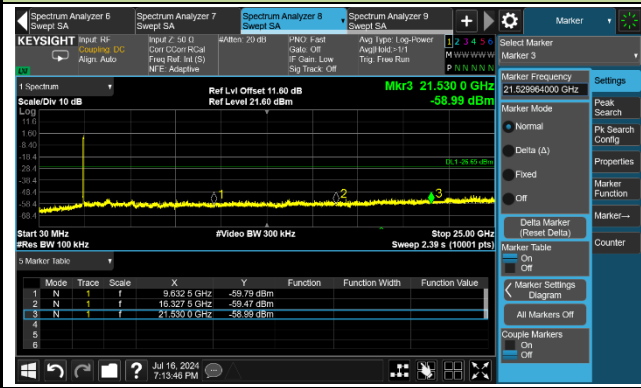 Spectrum Analyzer 6
Swept SA
Spectrum Analyzer 7
Swept SA
Spectrum Analyzer 8
Swept SA
Spectrum Analyzer 9
Swept SA
+
Marker
KEYSIGHT
Input: RF
Coupling: DC
Align: Auto
Input Z: 50 Ω
Corr CCorr RCal
Freq Ref: Int (S)
NFE: Adaptive
#Atten: 20 dB
PNO: Fast
Gate: Off
IF Gain: Low
Sig Track: Off
Avg Type: Log-Power
Avg|Hold:>1/1
Trig: Free Run
1 2 3 4 5 6
M W W W W W
P N N N N N
LV
Select Marker
Marker 3
1 Spectrum
Scale/Div 10 dB
Log
Ref Lvl Offset 11.60 dB
Ref Level 21.60 dBm
Mkr3 21.530 0 GHz
-58.99 dBm
11.6
1.60
-8.40
-18.4
-28.4
-38.4
-48.4
-58.4
-68.4
DL1 -26.65 dBm
1
2
3
Start 30 MHz
#Res BW 100 kHz
#Video BW 300 kHz
Stop 25.00 GHz
Sweep 2.39 s (10001 pts)
5 Marker Table
Mode Trace Scale X Y Function Function Width Function Value
1 N 1 f 9.632 5 GHz -59.79 dBm
2 N 1 f 16.327 5 GHz -59.47 dBm
3 N 1 f 21.530 0 GHz -58.99 dBm
4
5
6
Marker Frequency
21.529964000 GHz
Marker Mode
Normal
Delta (Δ)
Fixed
Off
Delta Marker
(Reset Delta)
Marker Table
On
Off
Marker Settings
Diagram
All Markers Off
Couple Markers
On
Off
Settings
Peak
Search
Pk Search
Config
Properties
Marker
Function
Marker→
Counter
?
Jul 16, 2024
7:13:46 PM